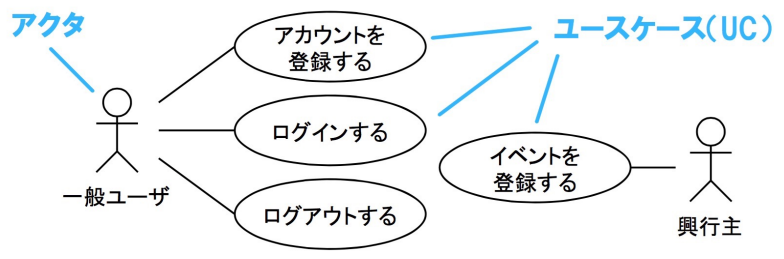 アクタ
ユースケース(UC)
アカウントを
登録する
ログインする
イベントを
登録する
ログアウトする
一般ユーザ
興行主